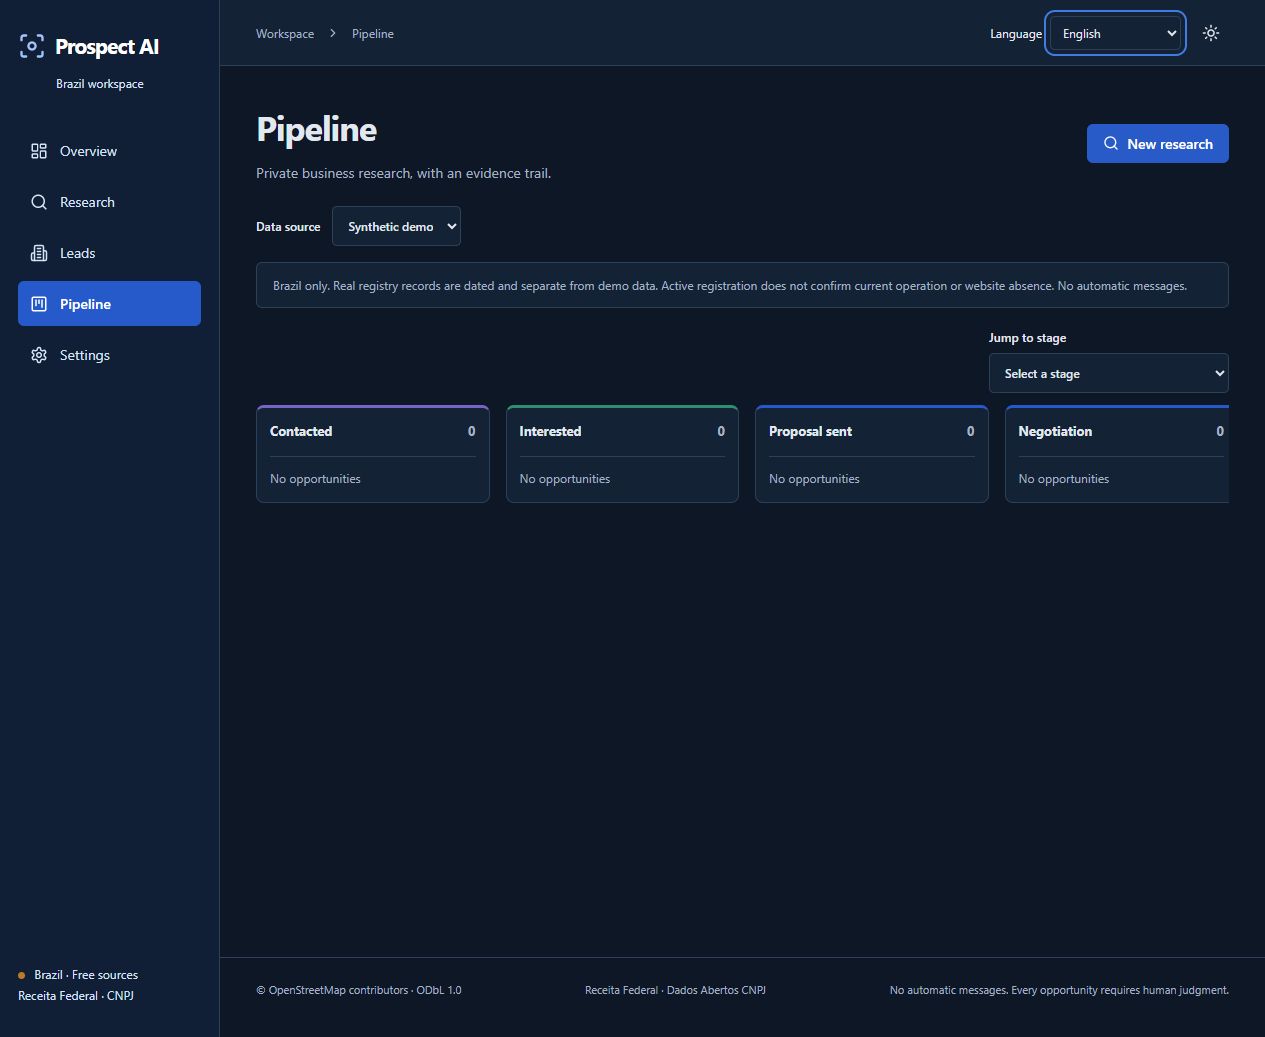 Prospect AI
Brazil workspace
Overview
Research
Leads
Pipeline
Settings
Brazil · Free sources
Receita Federal · CNPJ
Workspace > Pipeline
Language English
Pipeline
New research
Private business research, with an evidence trail.
Data source Synthetic demo
Brazil only. Real registry records are dated and separate from demo data. Active registration does not confirm current operation or website absence. No automatic messages.
Jump to stage
Select a stage
Contacted 0
No opportunities
Interested 0
No opportunities
Proposal sent 0
No opportunities
Negotiation 0
No opportunities
© OpenStreetMap contributors · ODbL 1.0
Receita Federal · Dados Abertos CNPJ
No automatic messages. Every opportunity requires human judgment.